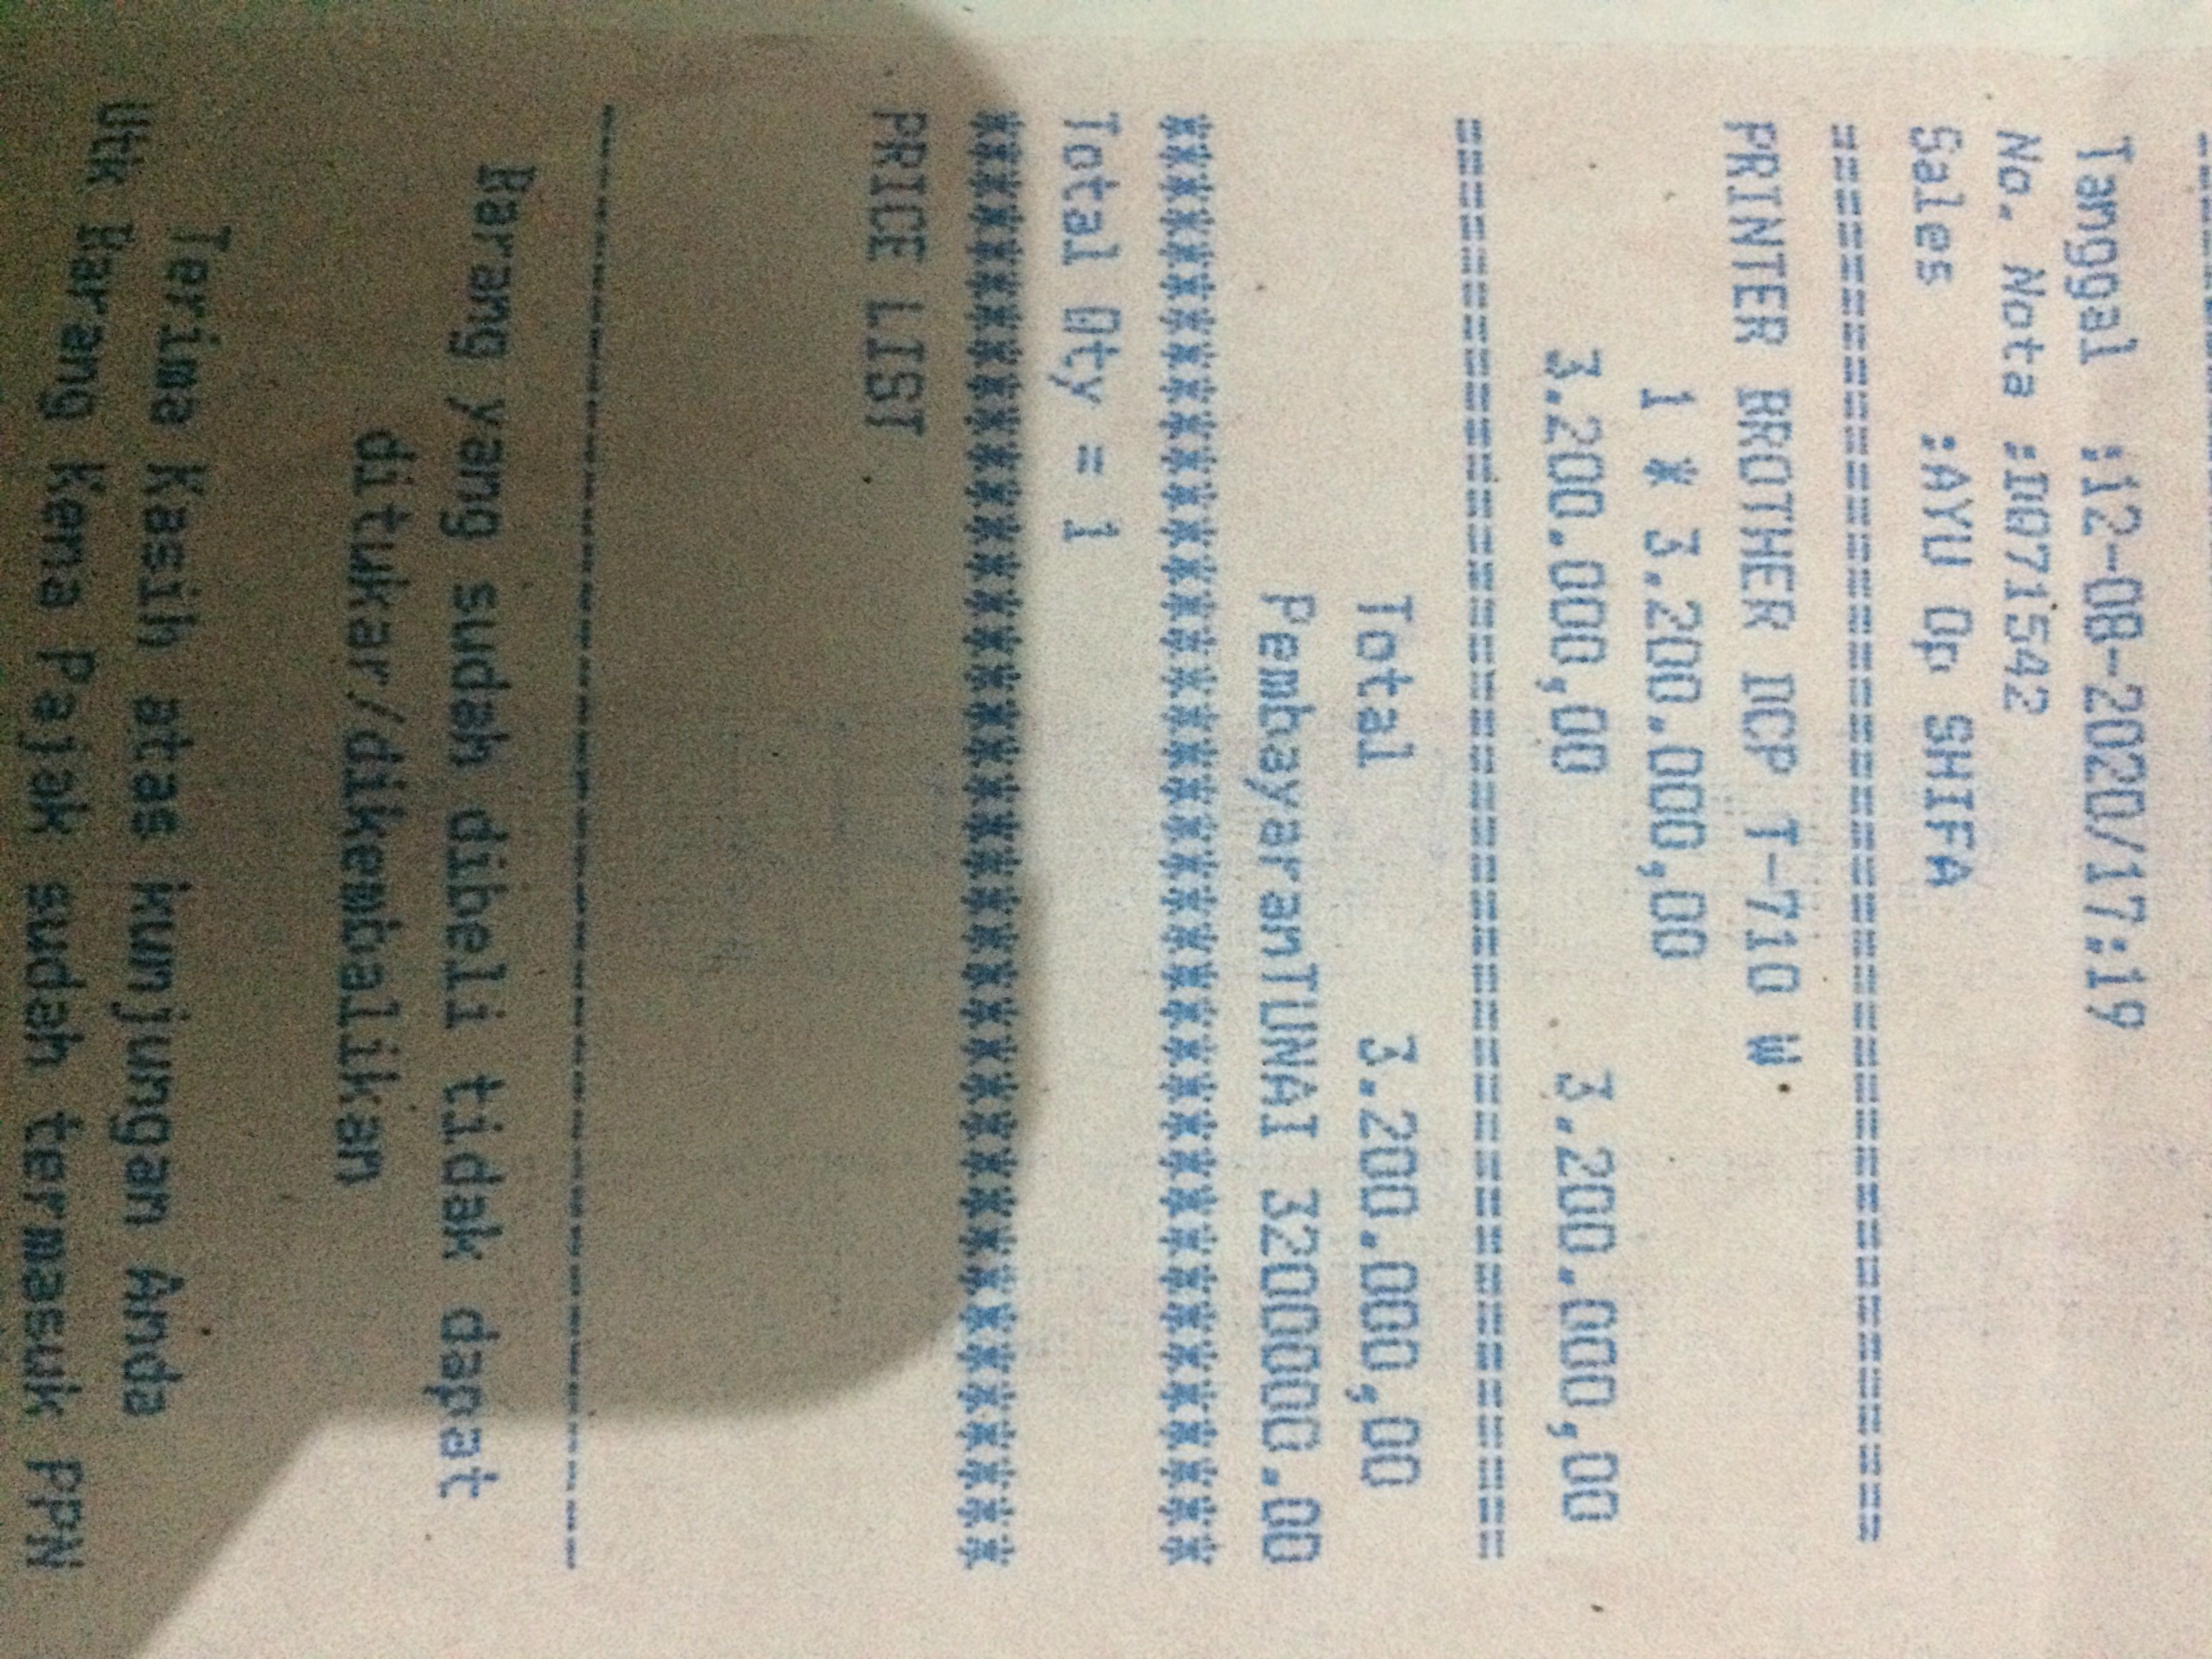 Tanggal :12-08-2020/17:19
No. Nota :DQ71542
Sales :AYU Op SHIFA
========================================
PRINTER BROTHER DCP T-710 W
1 * 3.200.000,00
3.200.000,00 3.200.000,00
========================================
Total 3.200.000,00
PembayaranTUNAI 3200000.00
****************************************
Total Qty = 1
****************************************
PRICE LIST
----------------------------------------
Barang yang sudah dibeli tidak dapat
ditukar/dikembalikan
Terima Kasih atas kunjungan Anda
Utk Barang Kena Pajak sudah termasuk PPN